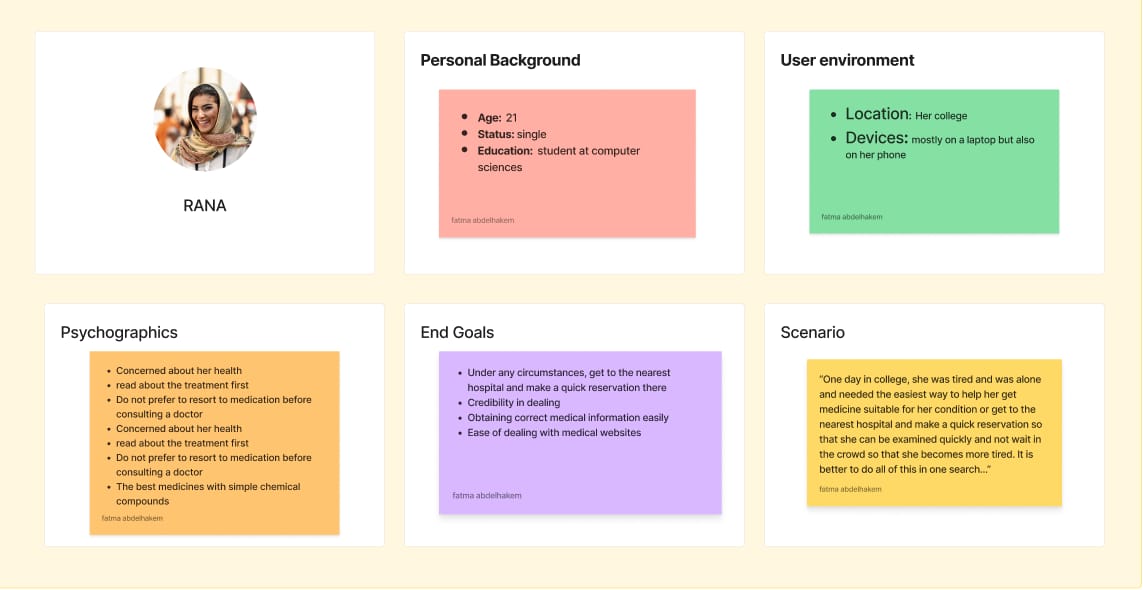 RANA
Personal Background
Age: 21
Status: single
Education: student at computer
sciences
fatma abdelhakem
User environment
Location: Her college
Devices: mostly on a laptop but also
on her phone
fatma abdelhakem
Psychographics
Concerned about her health
read about the treatment first
Do not prefer to resort to medication before
consulting a doctor
Concerned about her health
read about the treatment first
Do not prefer to resort to medication before
consulting a doctor
The best medicines with simple chemical
compounds
fatma abdelhakem
End Goals
Under any circumstances, get to the nearest
hospital and make a quick reservation there
Credibility in dealing
Obtaining correct medical information easily
Ease of dealing with medical websites
fatma abdelhakem
Scenario
“One day in college, she was tired and was alone
and needed the easiest way to help her get
medicine suitable for her condition or get to the
nearest hospital and make a quick reservation so
that she can be examined quickly and not wait in
the crowd so that she becomes more tired. It is
better to do all of this in one search...”
fatma abdelhakem